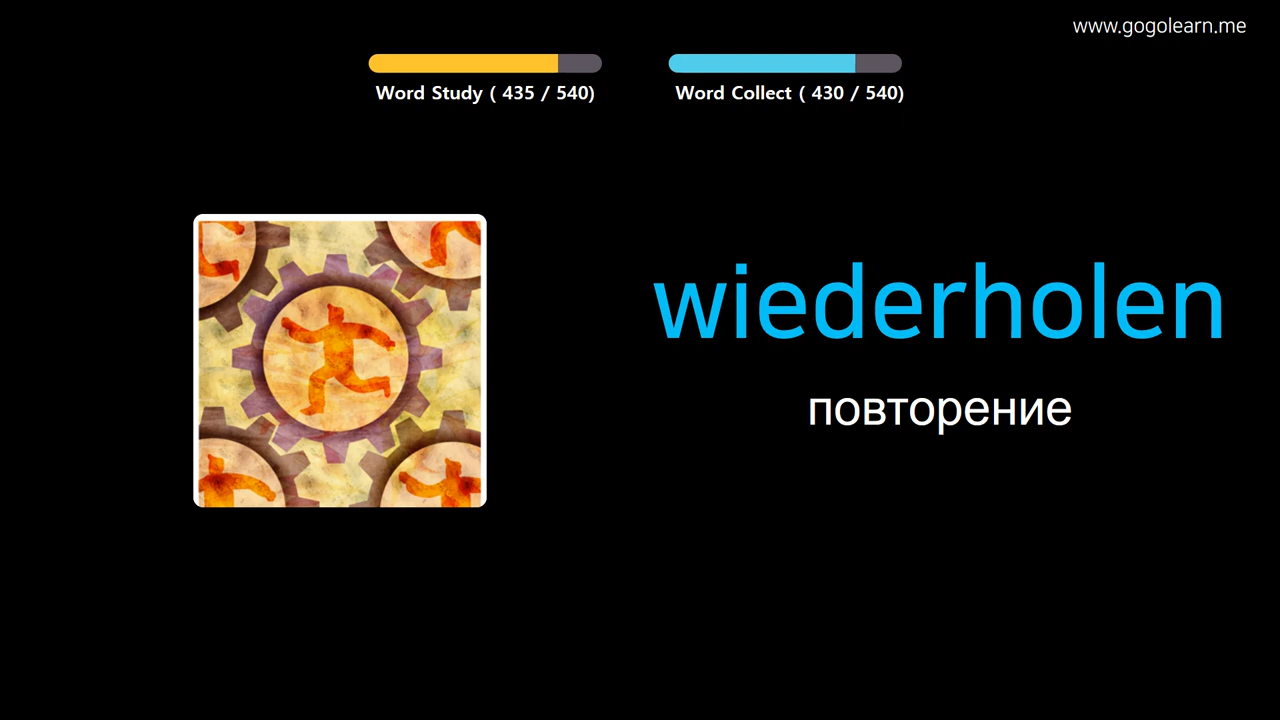 www.gogolearn.me
Word Study ( 435 / 540)
Word Collect ( 430 / 540)
wiederholen
повторение